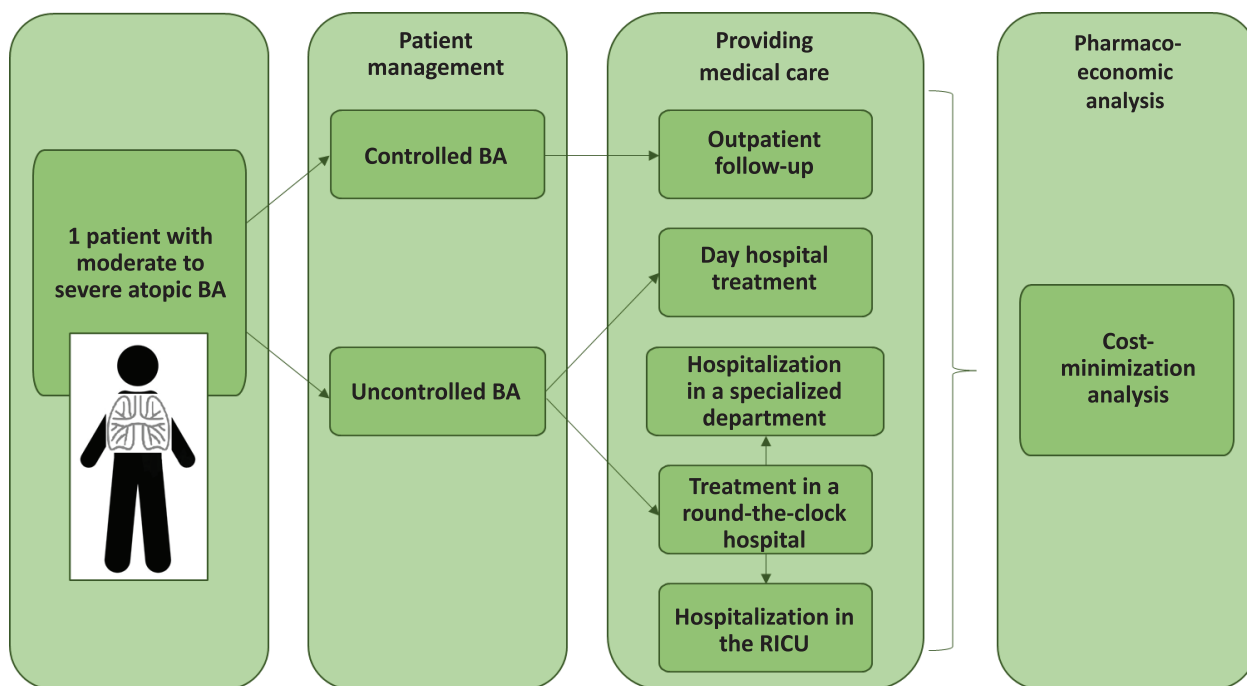 1 patient with
moderate to
severe atopic BA
Patient
management
Controlled BA
Uncontrolled BA
Providing
medical care
Outpatient
follow-up
Day hospital
treatment
Hospitalization
in a specialized
department
Treatment in a
round-the-clock
hospital
Hospitalization in
the RICU
Pharmaco-
economic
analysis
Cost-
minimization
analysis